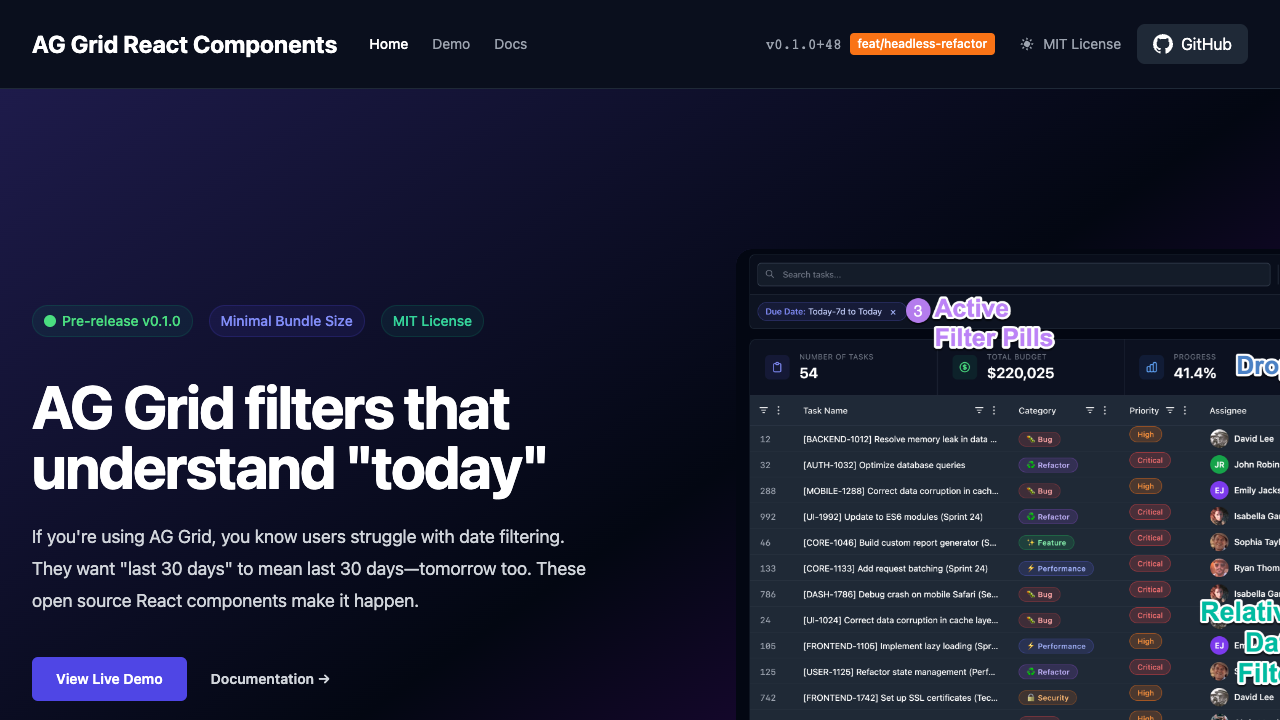 AG Grid React Components
Home
Demo
Docs
v0.1.0+48
feat/headless-refactor
MIT License
GitHub
Pre-release v0.1.0
Minimal Bundle Size
MIT License
AG Grid filters that
understand "today"
If you're using AG Grid, you know users struggle with date filtering.
They want "last 30 days" to mean last 30 days—tomorrow too. These
open source React components make it happen.
View Live Demo
Documentation →
Search tasks...
Due Date: Today-7d to Today ×
3 Active
Filter Pills
NUMBER OF TASKS
54
TOTAL BUDGET
$220,025
PROGRESS
41.4%
Task Name Category Priority Assignee
12 [BACKEND-1012] Resolve memory leak in data ... Bug High David Lee
32 [AUTH-1032] Optimize database queries Refactor Critical JR John Robin
288 [MOBILE-1288] Correct data corruption in cach... Bug High EJ Emily Jacks
992 [UI-1992] Update to ES6 modules (Sprint 24) Refactor Critical Isabella Gar
46 [CORE-1046] Build custom report generator (S... Feature Critical Sophia Tayl
133 [CORE-1133] Add request batching (Sprint 24) Performance Critical Ryan Thom
786 [DASH-1786] Debug crash on mobile Safari (Se... Bug Critical Isabella Gar
24 [UI-1024] Correct data corruption in cache laye... Bug Critical
105 [FRONTEND-1105] Implement lazy loading (Spr... Performance High EJ
125 [USER-1125] Refactor state management (Perf... Refactor Critical
742 [FRONTEND-1742] Set up SSL certificates (Tec... Security High David Lee
High